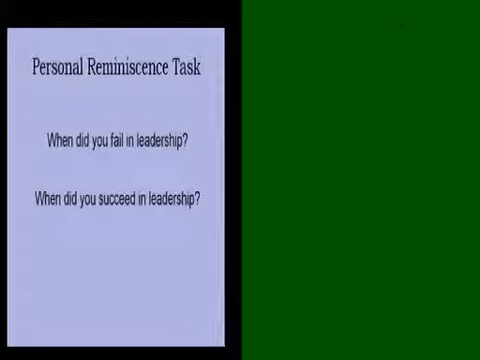 Personal Reminiscence Task
When did you fail in leadership?
When did you succeed in leadership?